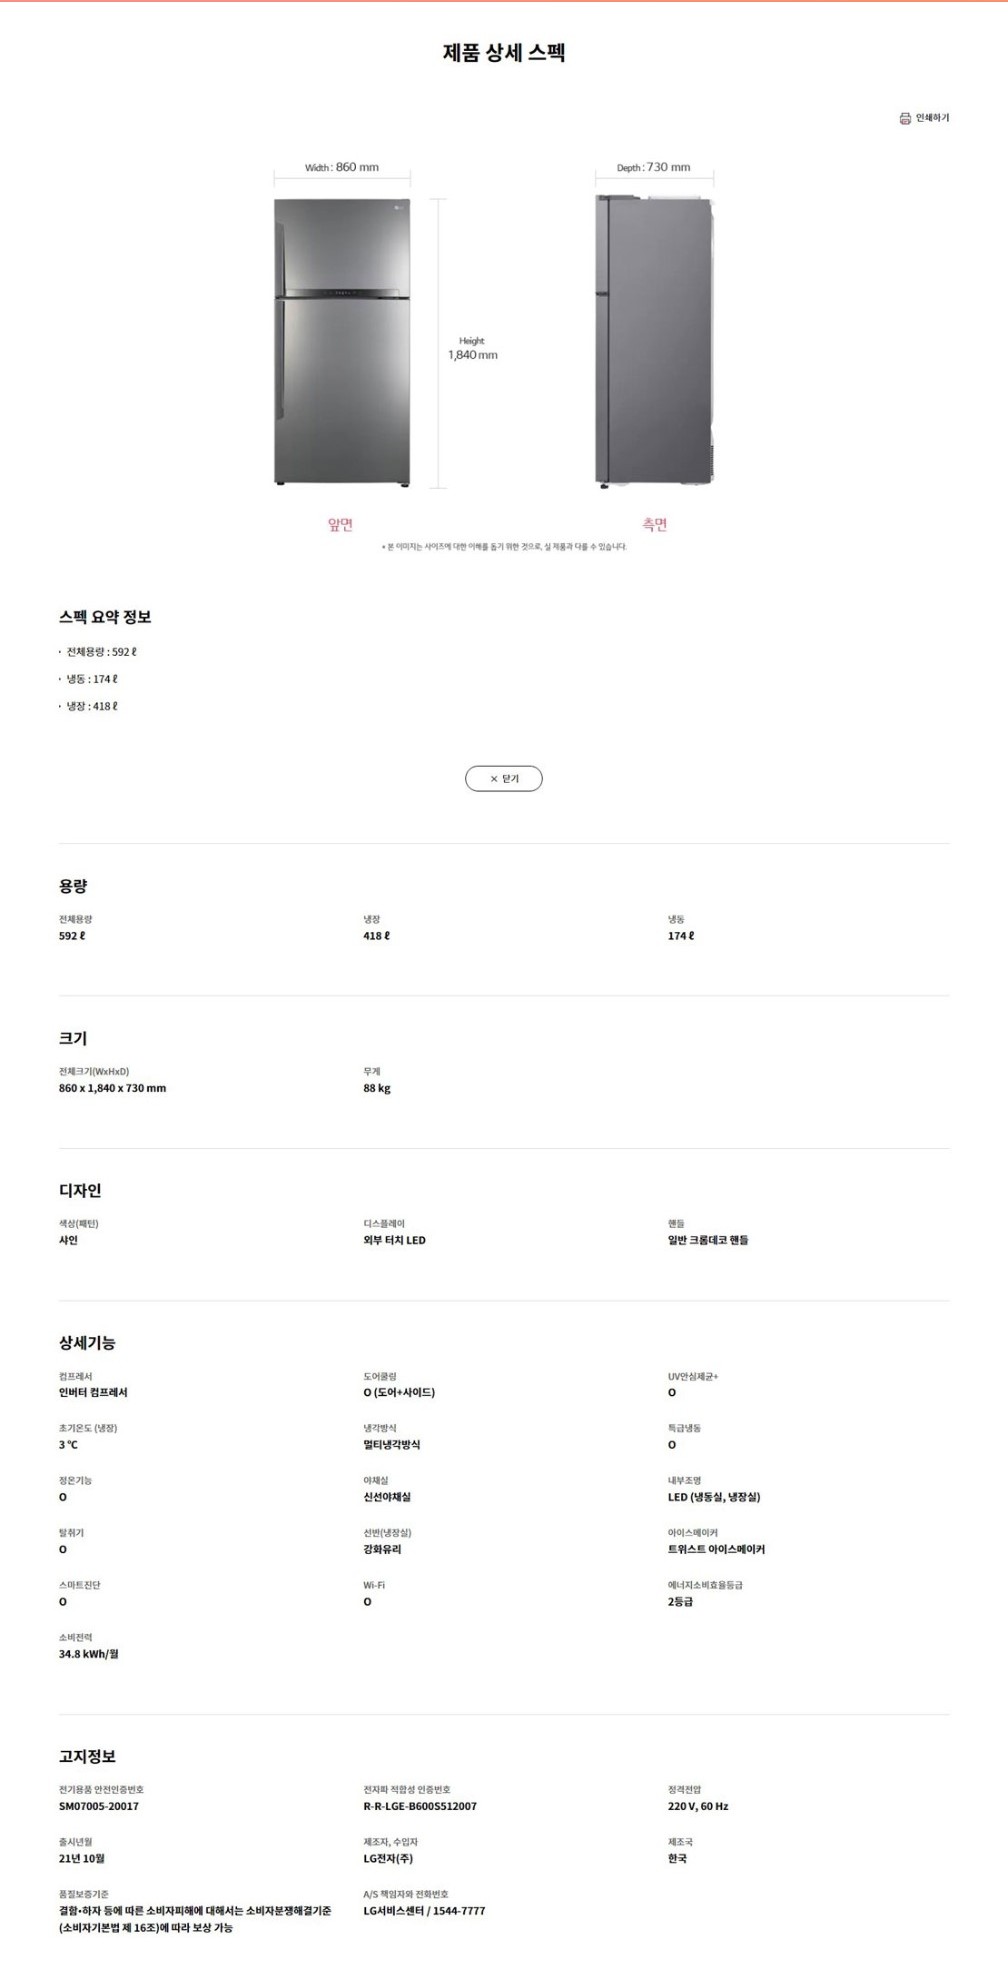 제품 상세 스펙
인쇄하기
Width : 860 mm
Depth : 730 mm
Height
1,840 mm
앞면
측면
* 본 이미지는 사이즈에 대한 이해를 돕기 위한 것으로, 실 제품과 다를 수 있습니다.
스펙 요약 정보
· 전체용량 : 592 ℓ
· 냉동 : 174 ℓ
· 냉장 : 418 ℓ
× 닫기
용량
전체용량 냉장 냉동
592 ℓ 418 ℓ 174 ℓ
크기
전체크기(WxHxD) 무게
860 x 1,840 x 730 mm 88 kg
디자인
색상(패턴) 디스플레이 핸들
샤인 외부 터치 LED 일반 크롬데코 핸들
상세기능
컴프레서 도어쿨링 UV안심제균+
인버터 컴프레서 O (도어+사이드) O
초기온도 (냉장) 냉각방식 특급냉동
3 ℃ 멀티냉각방식 O
정온기능 야채실 내부조명
O 신선야채실 LED (냉동실, 냉장실)
탈취기 선반(냉장실) 아이스메이커
O 강화유리 트위스트 아이스메이커
스마트진단 Wi-Fi 에너지소비효율등급
O O 2등급
소비전력
34.8 kWh/월
고지정보
전기용품 안전인증번호 전자파 적합성 인증번호 정격전압
SM07005-20017 R-R-LGE-B600S512007 220 V, 60 Hz
출시년월 제조자, 수입자 제조국
21년 10월 LG전자(주) 한국
품질보증기준 A/S 책임자와 전화번호
결함•하자 등에 따른 소비자피해에 대해서는 소비자분쟁해결기준 LG서비스센터 / 1544-7777
(소비자기본법 제 16조)에 따라 보상 가능